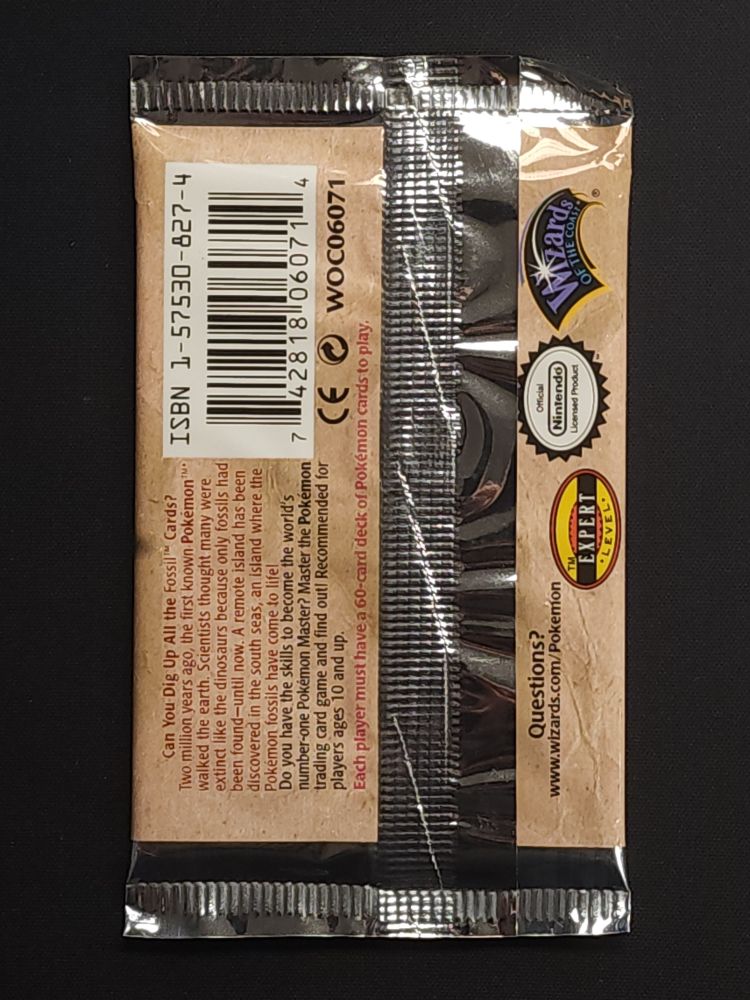 Can You Dig Up All the Fossil™ Cards?
Two million years ago, the first known Pokémon™
walked the earth. Scientists thought many were
extinct like the dinosaurs because only fossils had
been found—until now. A remote island has been
discovered in the south seas, an island where the
Pokémon fossils have come to life!
Do you have the skills to become the world's
number-one Pokémon Master? Master the Pokémon
trading card game and find out! Recommended for
players ages 10 and up.
Each player must have a 60-card deck of Pokémon cards to play.
ISBN 1-57530-827-4
7 42818 06071 4
CE WOC06071
Questions?
www.wizards.com/Pokemon
TM
EXPERT
•LEVEL•
Official
Nintendo
Licensed Product
Wizards
OF THE COAST
®